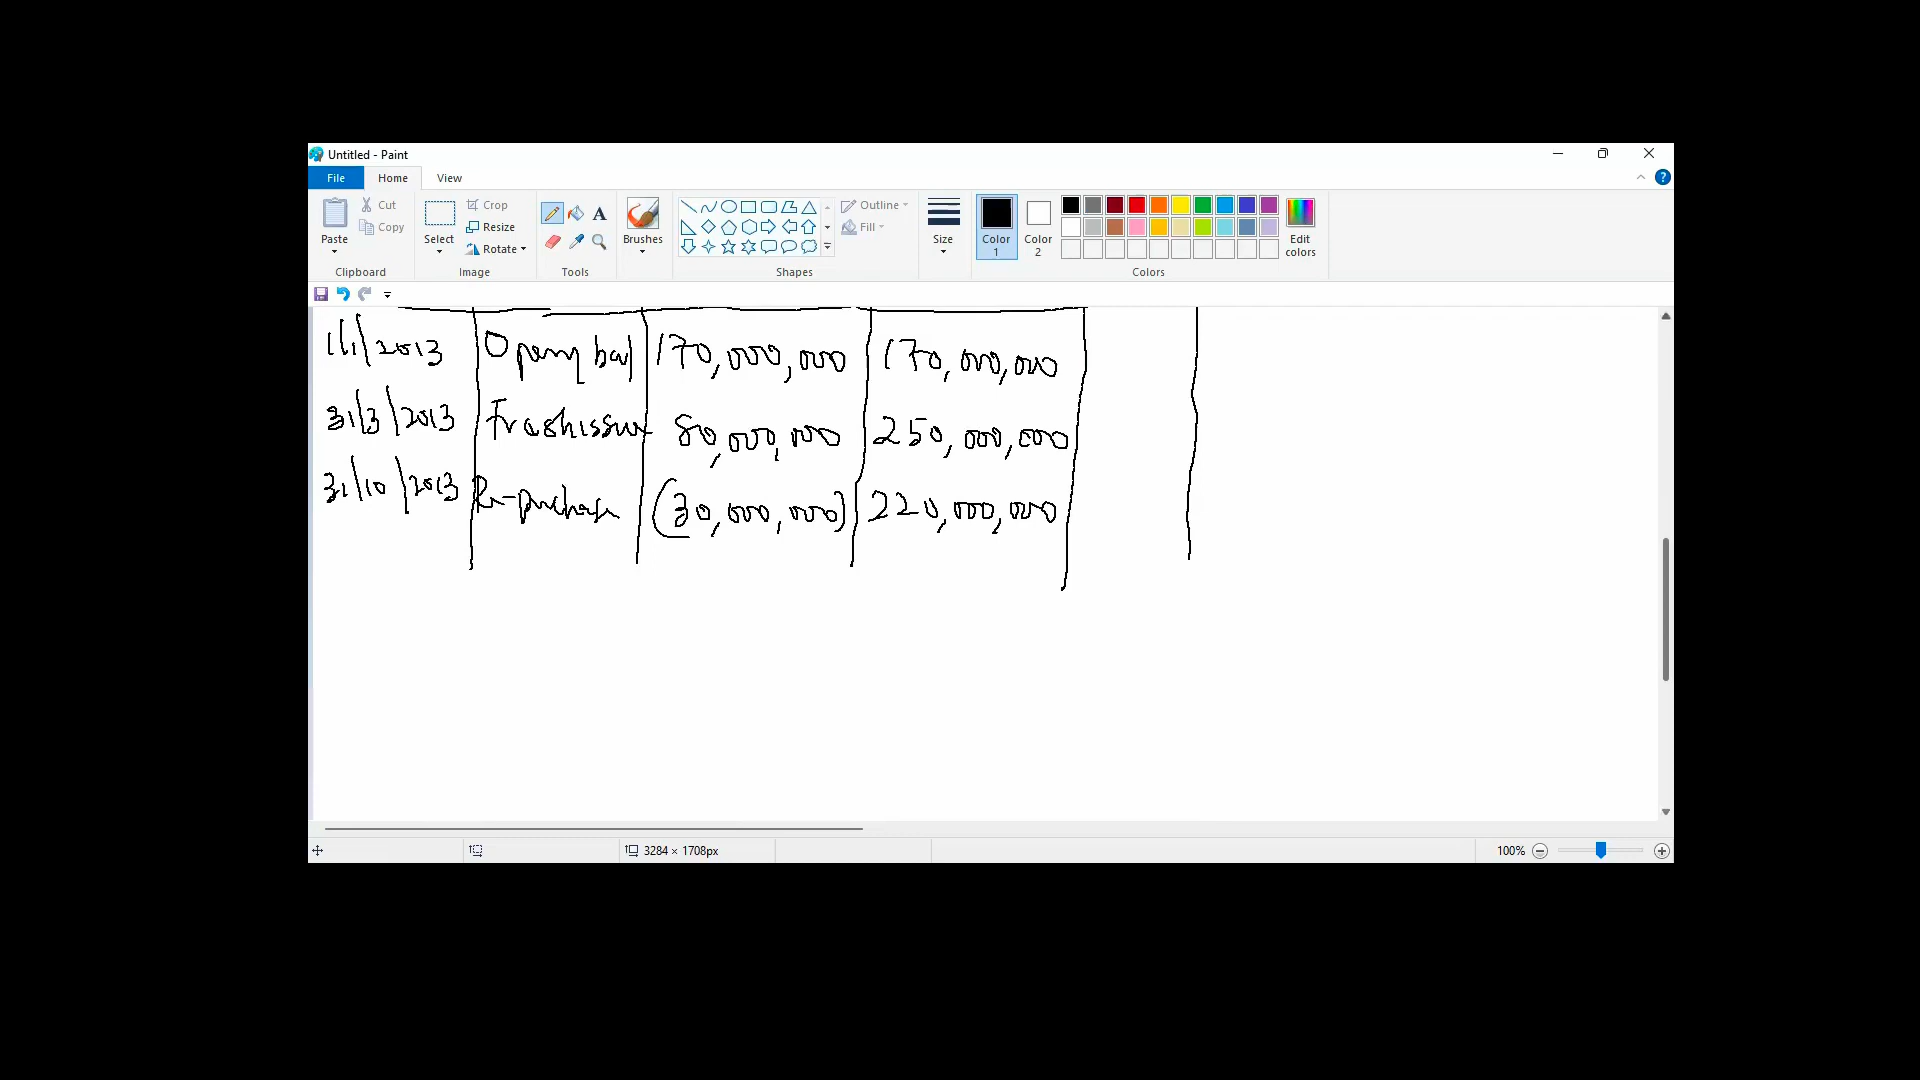 Untitled - Paint
File Home View
Paste Cut Copy Select Crop Resize Rotate Brushes Outline Fill Size Color 1 Color 2 Edit colors
Clipboard Image Tools Shapes Colors
1/1/2013 Opening bal 170,000,000 170,000,000
31/3/2013 Freshissue 80,000,000 250,000,000
31/10/2013 Re-purchase (30,000,000) 220,000,000
3284 × 1708px 100%